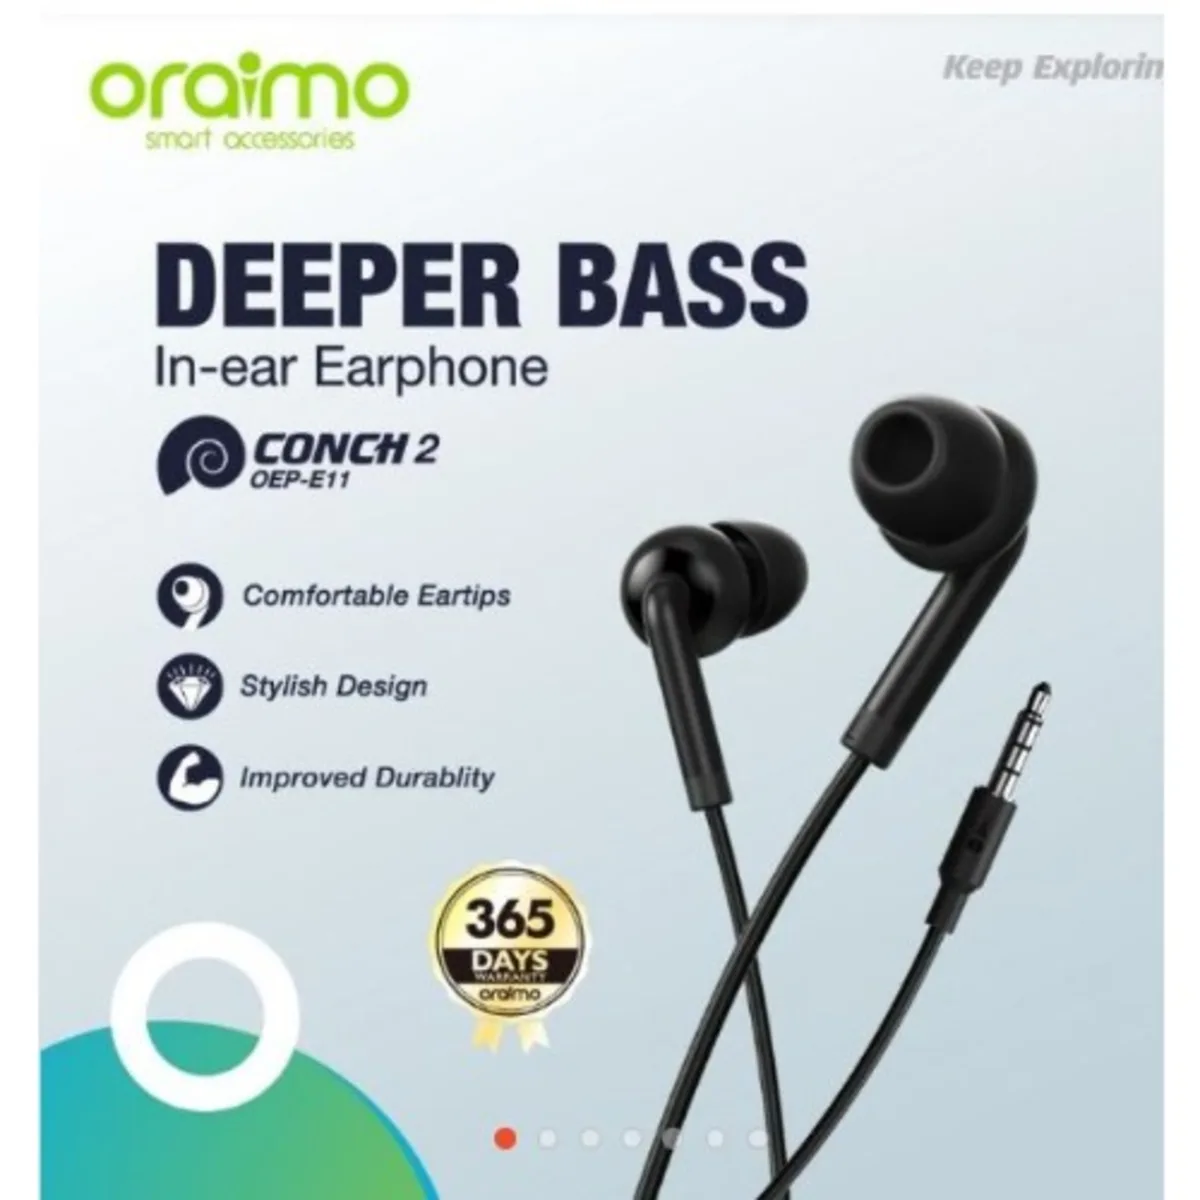 oraimo
smart accessories
Keep Explorin
DEEPER BASS
In-ear Earphone
CONCH 2
OEP-E11
Comfortable Eartips
Stylish Design
Improved Durablity
365
DAYS
WARRANTY
oraimo